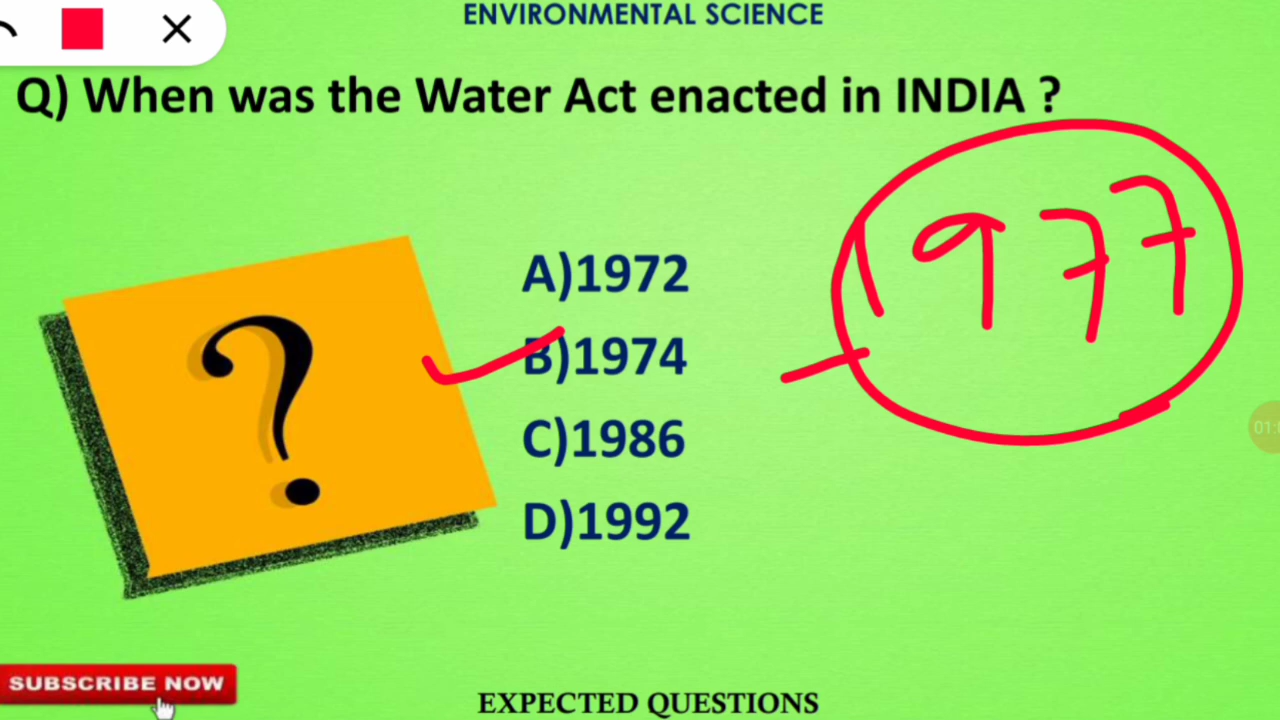 ENVIRONMENTAL SCIENCE
Q) When was the Water Act enacted in INDIA ?
1977
A)1972
B)1974
C)1986
D)1992
SUBSCRIBE NOW
EXPECTED QUESTIONS